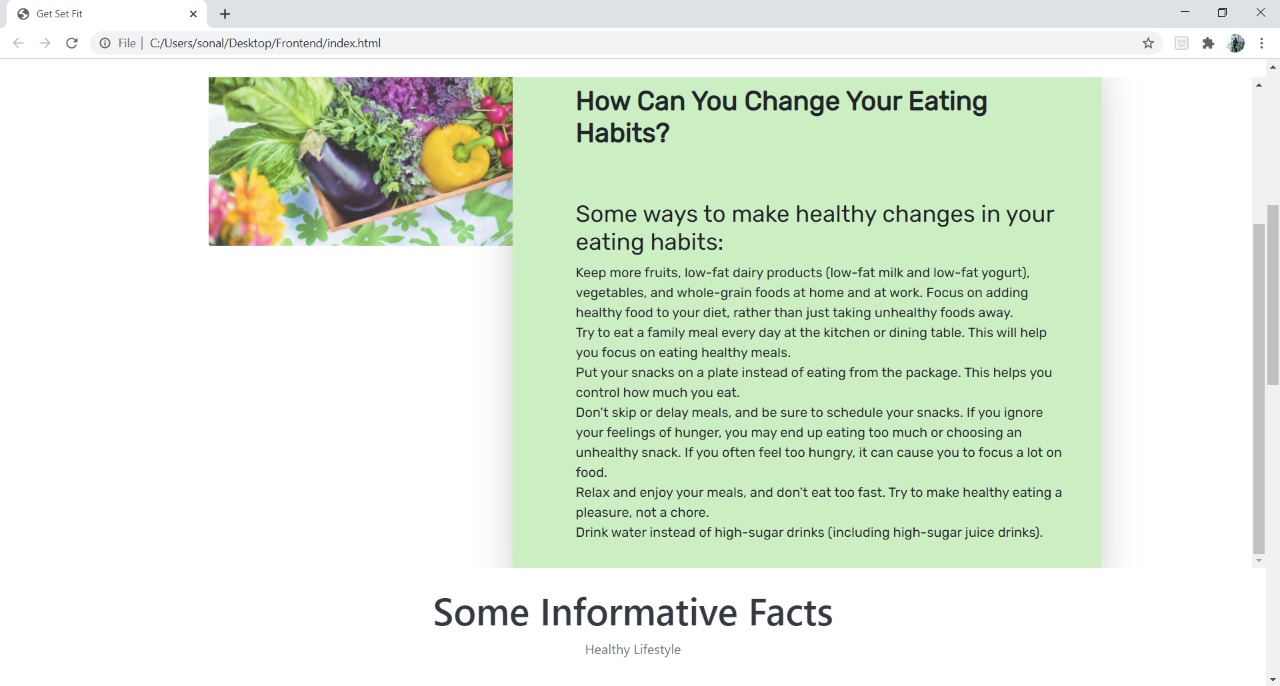 Get Set Fit
File | C:/Users/sonal/Desktop/Frontend/index.html
How Can You Change Your Eating
Habits?
Some ways to make healthy changes in your
eating habits:
Keep more fruits, low-fat dairy products (low-fat milk and low-fat yogurt),
vegetables, and whole-grain foods at home and at work. Focus on adding
healthy food to your diet, rather than just taking unhealthy foods away.
Try to eat a family meal every day at the kitchen or dining table. This will help
you focus on eating healthy meals.
Put your snacks on a plate instead of eating from the package. This helps you
control how much you eat.
Don't skip or delay meals, and be sure to schedule your snacks. If you ignore
your feelings of hunger, you may end up eating too much or choosing an
unhealthy snack. If you often feel too hungry, it can cause you to focus a lot on
food.
Relax and enjoy your meals, and don't eat too fast. Try to make healthy eating a
pleasure, not a chore.
Drink water instead of high-sugar drinks (including high-sugar juice drinks).
Some Informative Facts
Healthy Lifestyle